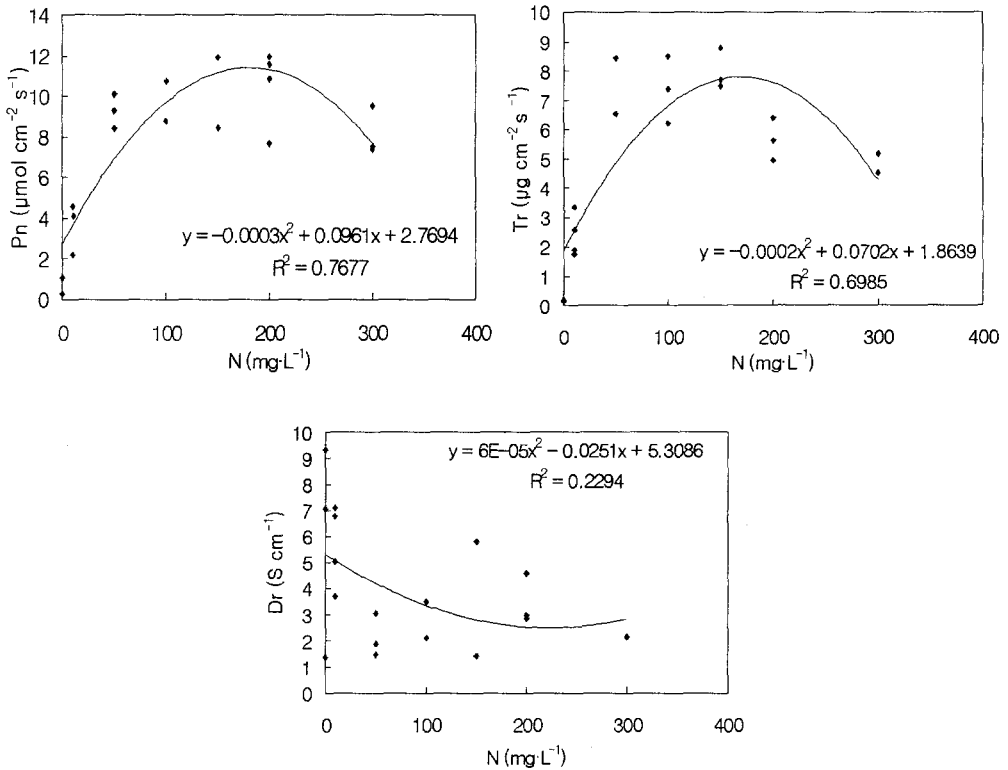 14
12
10
8
6
4
2
0
Pn (μmol cm⁻² s⁻¹)
y = −0.0003x² + 0.0961x + 2.7694
R² = 0.7677
0 100 200 300 400
N (mg·L⁻¹)
10
9
8
7
6
5
4
3
2
1
0
Tr (μg cm⁻² s⁻¹)
y = −0.0002x² + 0.0702x + 1.8639
R² = 0.6985
0 100 200 300 400
N (mg·L⁻¹)
10
9
8
7
6
5
4
3
2
1
0
Dr (S cm⁻¹)
y = 6E-05x² − 0.0251x + 5.3086
R² = 0.2294
0 100 200 300 400
N (mg·L⁻¹)